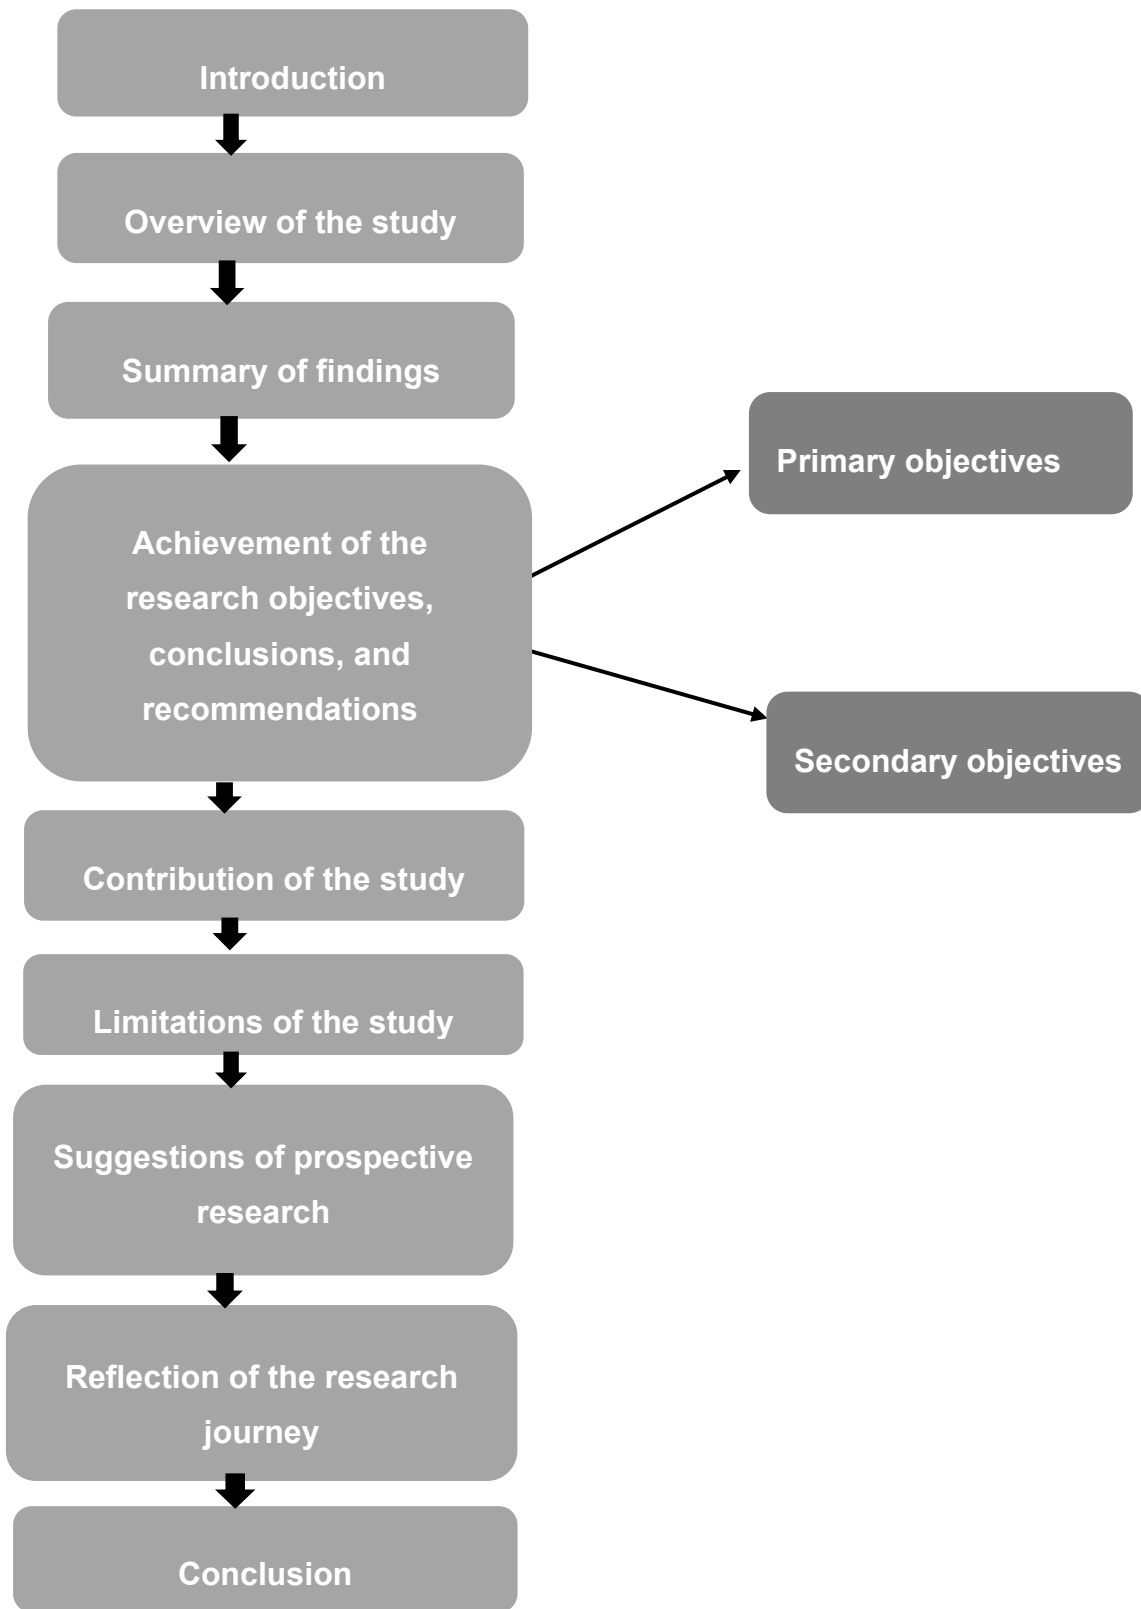 Introduction
Overview of the study
Summary of findings
Primary objectives
Achievement of the
research objectives,
conclusions, and
recommendations
Secondary objectives
Contribution of the study
Limitations of the study
Suggestions of prospective
research
Reflection of the research
journey
Conclusion